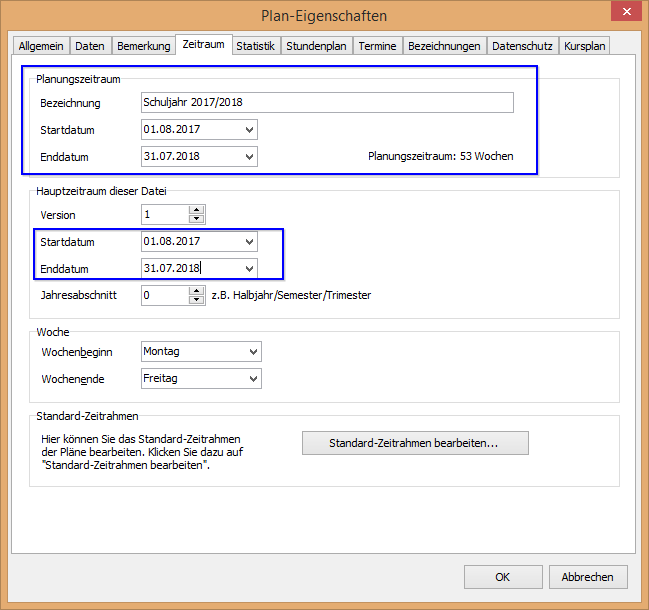 Plan-Eigenschaften
Allgemein Daten Bemerkung Zeitraum Statistik Stundenplan Termine Bezeichnungen Datenschutz Kursplan
Planungszeitraum
Bezeichnung Schuljahr 2017/2018
Startdatum 01.08.2017
Enddatum 31.07.2018 Planungszeitraum: 53 Wochen
Hauptzeitraum dieser Datei
Version 1
Startdatum 01.08.2017
Enddatum 31.07.2018
Jahresabschnitt 0 z.B. Halbjahr/Semester/Trimester
Woche
Wochenbeginn Montag
Wochenende Freitag
Standard-Zeitrahmen
Hier können Sie das Standard-Zeitrahmen
der Pläne bearbeiten. Klicken Sie dazu auf
"Standard-Zeitrahmen bearbeiten".
Standard-Zeitrahmen bearbeiten...
OK Abbrechen